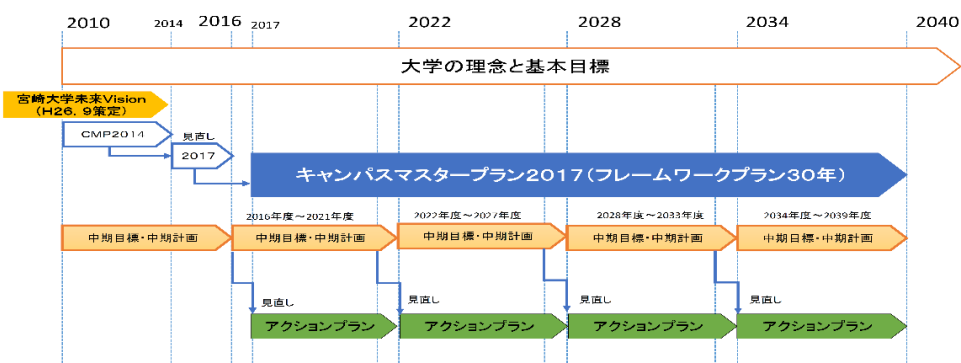 2010 2014 2016 2017 2022 2028 2034 2040
大学の理念と基本目標
宮崎大学未来Vision
(H26.9策定)
CMP2014
見直し
2017
キャンパスマスタープラン2017(フレームワークプラン30年)
2016年度~2021年度 2022年度~2027年度 2028年度~2033年度 2034年度~2039年度
中期目標・中期計画 中期目標・中期計画 中期目標・中期計画 中期目標・中期計画 中期目標・中期計画
見直し 見直し 見直し 見直し
アクションプラン アクションプラン アクションプラン アクションプラン